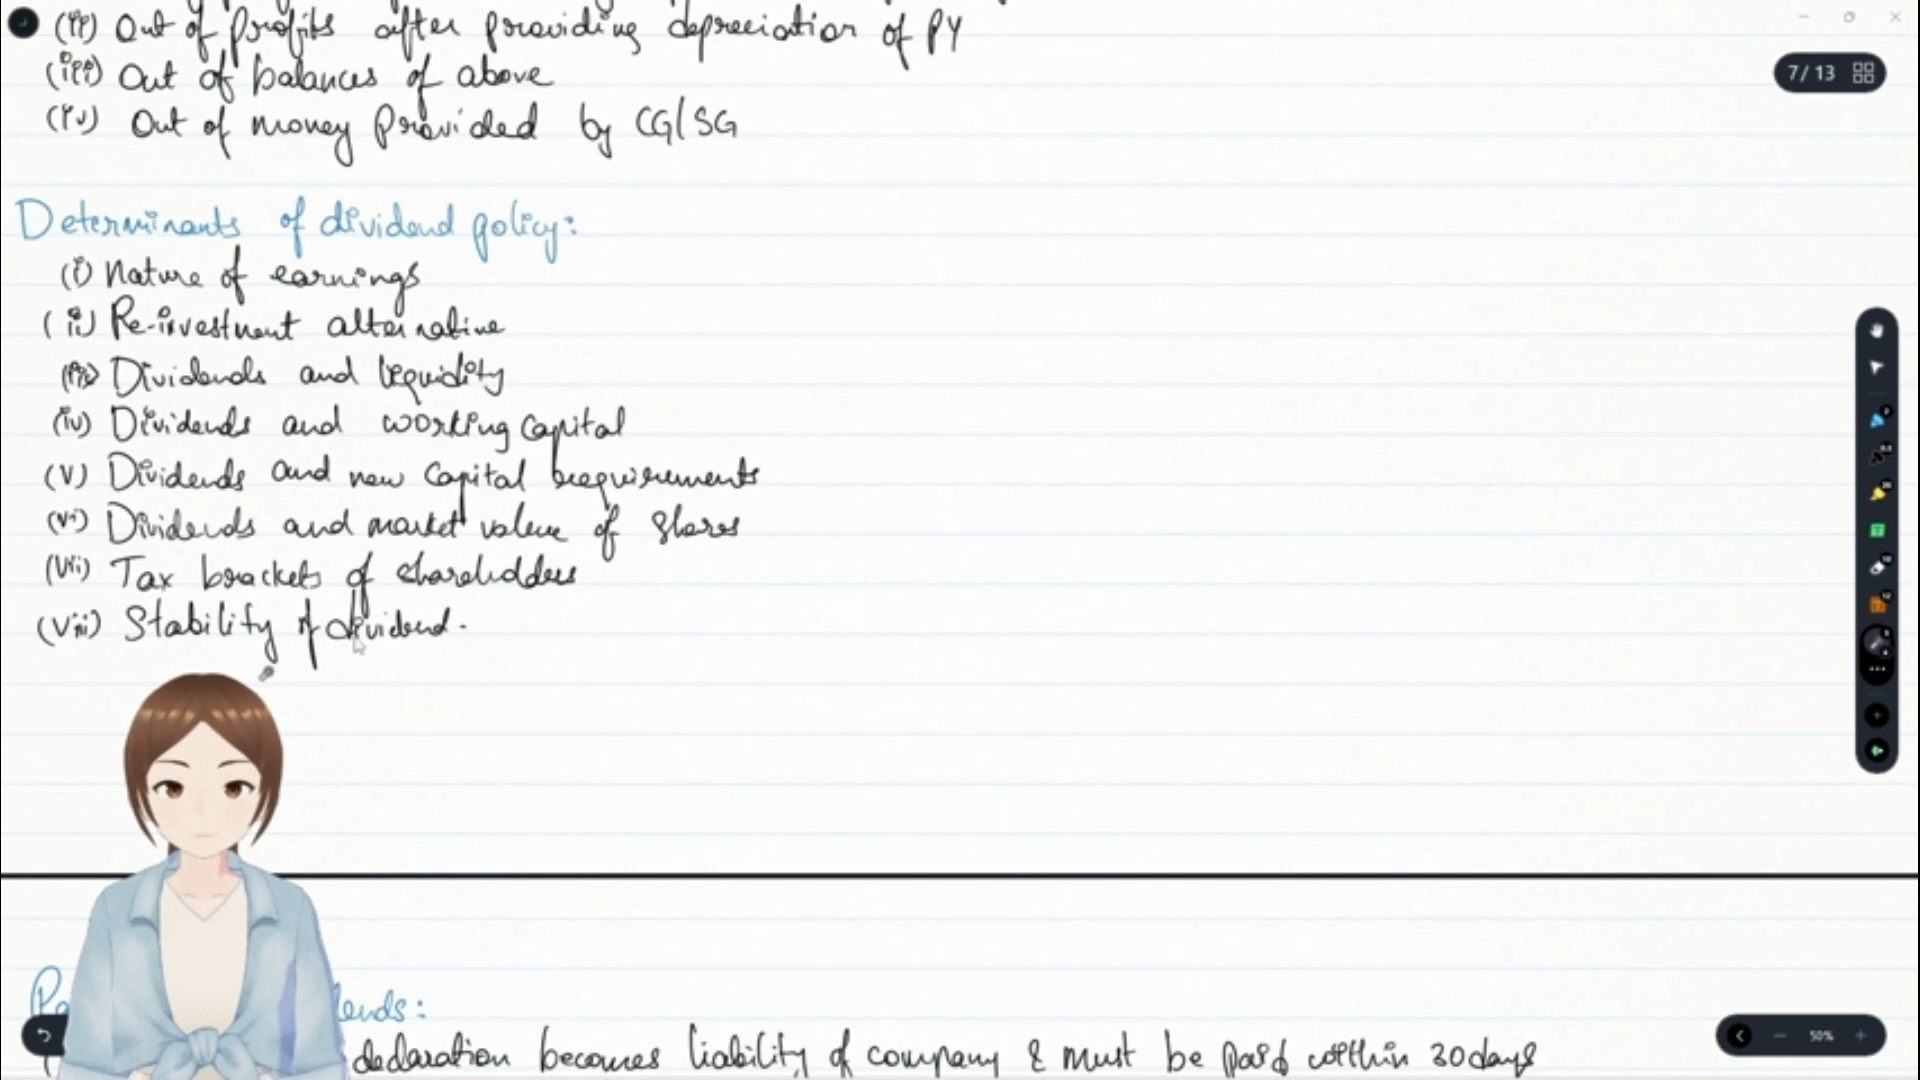 (ii) Out of profits after providing depreciation of PY
(iii) Out of balances of above
(iv) Out of money Provided by CG/SG
7/13
Determinants of dividend policy:
(i) Nature of earnings
(ii) Re-investment alternative
(iii) Dividends and liquidity
(iv) Dividends and working Capital
(v) Dividends and new Capital requirements
(vi) Dividends and market value of shares
(vii) Tax brackets of shareholders
(viii) Stability of dividend.
ends:
declaration becomes liability of company & must be paid within 30days
50%